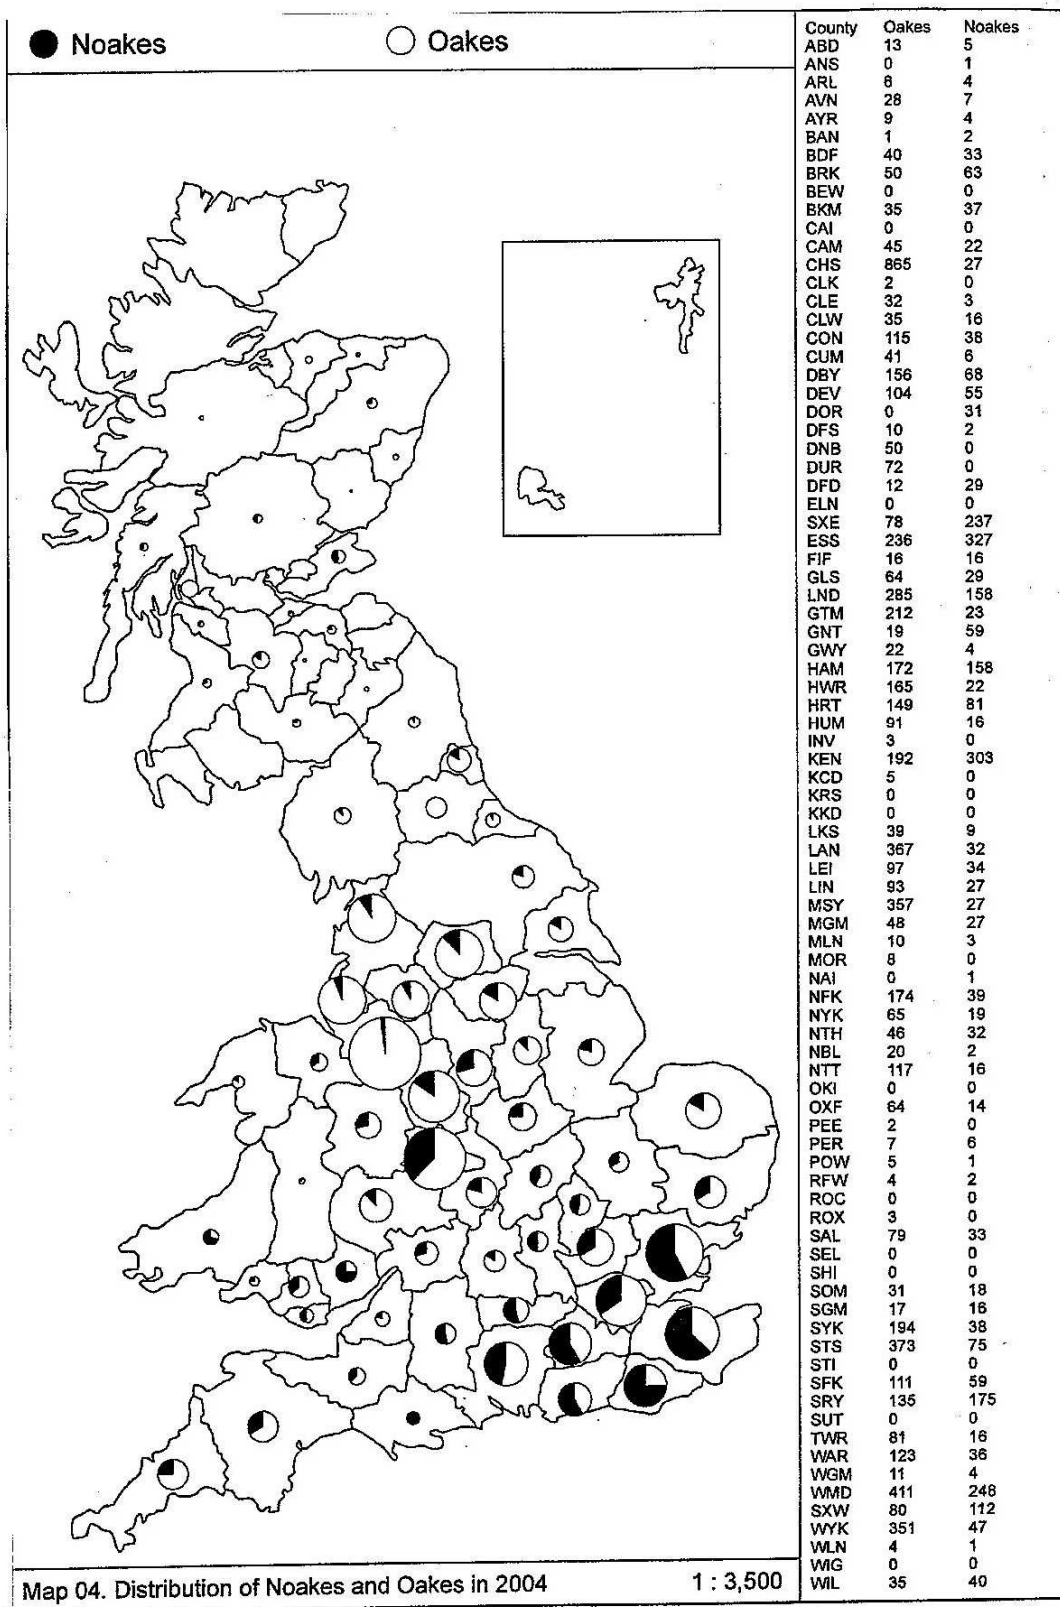 Noakes
Oakes
County Oakes Noakes
ABD 13 5
ANS 0 1
ARL 6 4
AVN 28 7
AYR 9 4
BAN 1 2
BDF 40 33
BRK 50 63
BEW 0 0
BKM 35 37
CAI 0 0
CAM 45 22
CHS 865 27
CLK 2 0
CLE 32 3
CLW 35 16
CON 115 38
CUM 41 6
DBY 156 68
DEV 104 55
DOR 0 31
DFS 10 2
DNB 50 0
DUR 72 0
DFD 12 29
ELN 0 0
SXE 78 237
ESS 236 327
FIF 16 16
GLS 64 29
LND 285 158
GTM 212 23
GNT 19 59
GWY 22 4
HAM 172 158
HWR 165 22
HRT 149 81
HUM 91 16
INV 3 0
KEN 192 303
KCD 5 0
KRS 0 0
KKD 0 0
LKS 39 9
LAN 367 32
LEI 97 34
LIN 93 27
MSY 357 27
MGM 48 27
MLN 10 3
MOR 8 0
NAI 0 1
NFK 174 39
NYK 65 19
NTH 46 32
NBL 20 2
NTT 117 16
OKI 0 0
OXF 64 14
PEE 2 0
PER 7 6
POW 5 1
RFW 4 2
ROC 0 0
ROX 3 0
SAL 79 33
SEL 0 0
SHI 0 0
SOM 31 18
SGM 17 16
SYK 194 38
STS 373 75
STI 0 0
SFK 111 59
SRY 135 175
SUT 0 0
TWR 81 16
WAR 123 36
WGM 11 4
WMD 411 248
SXW 80 112
WYK 351 47
WLN 4 1
WIG 0 0
WIL 35 40
Map 04. Distribution of Noakes and Oakes in 2004
1 : 3,500